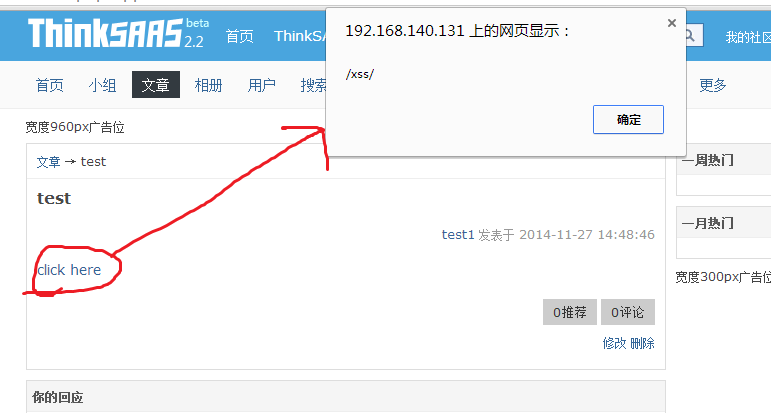 ThinkSAAS beta 2.2
首页 ThinkSA
我的社区
192.168.140.131 上的网页显示：
/xss/
确定
首页 小组 文章 相册 用户 搜索 更多
宽度960px广告位
文章 → test
test
test1 发表于 2014-11-27 14:48:46
click here
0推荐 0评论
修改 删除
你的回应
一周热门
一月热门
宽度300px广告位